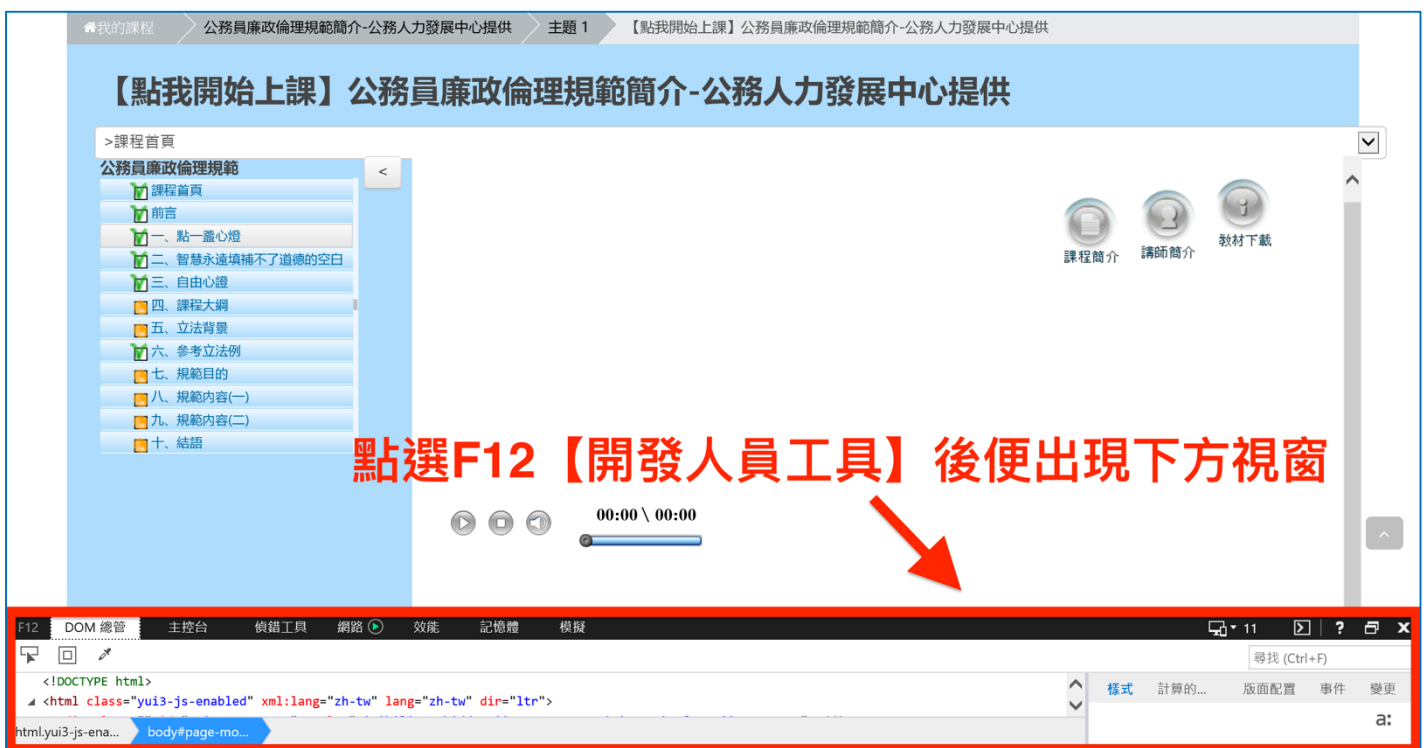 我的課程 公務員廉政倫理規範簡介-公務人力發展中心提供 主題 1 【點我開始上課】公務員廉政倫理規範簡介-公務人力發展中心提供
【點我開始上課】公務員廉政倫理規範簡介-公務人力發展中心提供
>課程首頁
公務員廉政倫理規範
<
課程首頁
前言
一、點一盞心燈
二、智慧永遠填補不了道德的空白
三、自由心證
四、課程大綱
五、立法背景
六、參考立法例
七、規範目的
八、規範內容(一)
九、規範內容(二)
十、結語
課程簡介
講師簡介
教材下載
點選F12【開發人員工具】後便出現下方視窗
00:00 \ 00:00
F12 DOM 總管 主控台 偵錯工具 網路 效能 記憶體 模擬 11 ?
尋找 (Ctrl+F)
<!DOCTYPE html>
<html class="yui3-js-enabled" xml:lang="zh-tw" lang="zh-tw" dir="ltr">
樣式 計算的... 版面配置 事件 變更
a:
html.yui3-js-ena... body#page-mo...